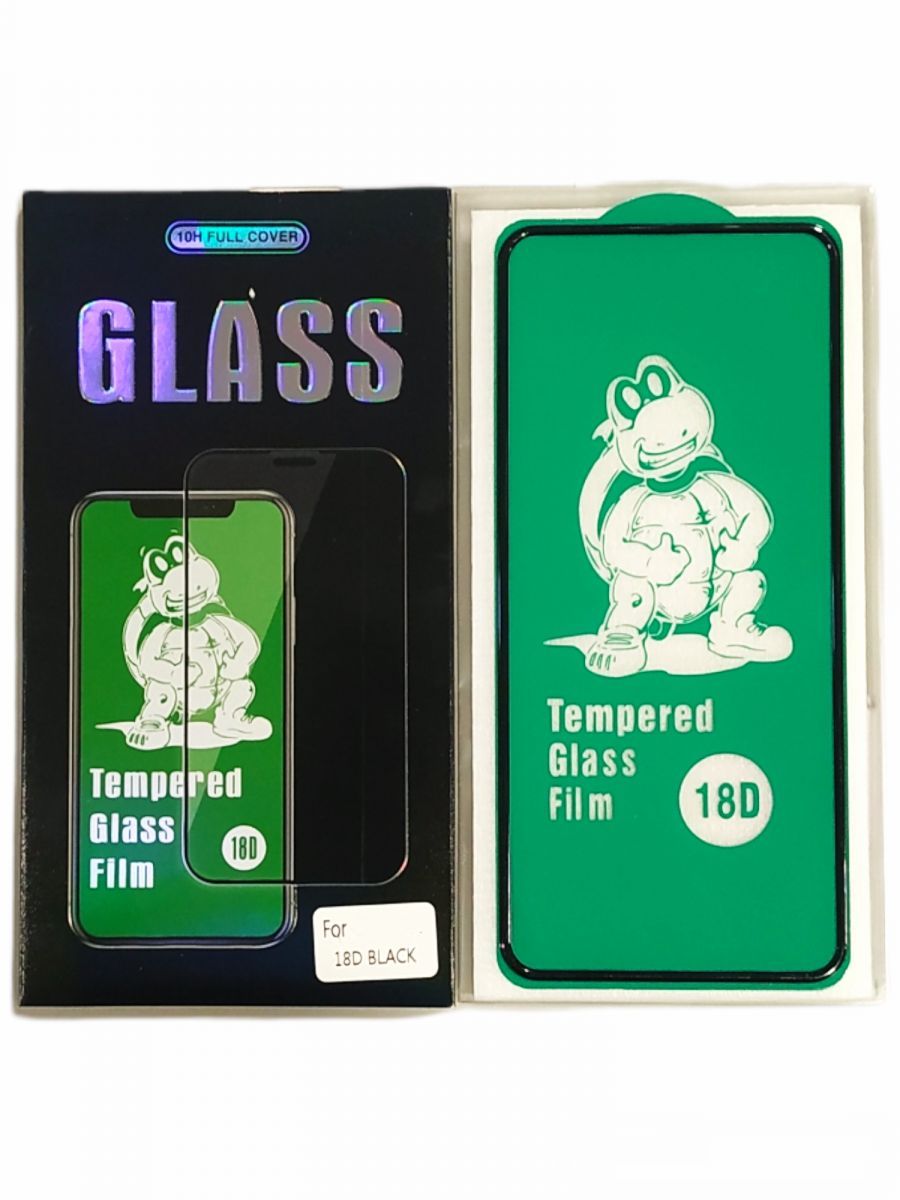 10H FULL COVER
GLASS
Tempered
Glass
Film
18D
For
18D BLACK
Tempered
Glass
Film
18D